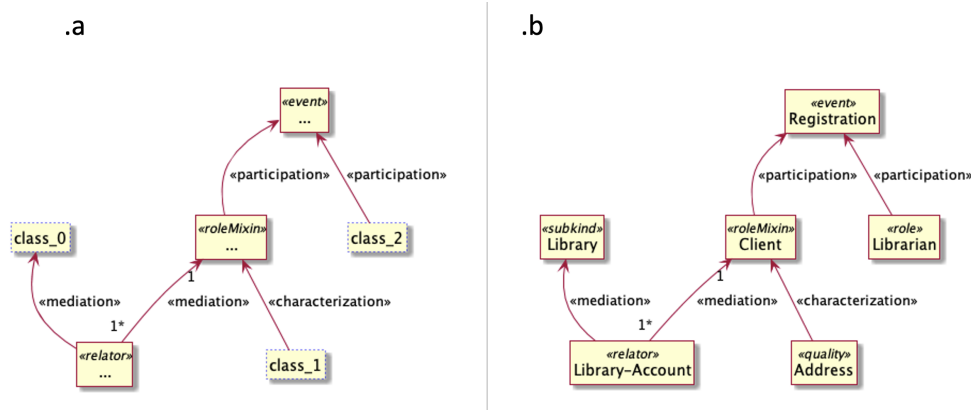 .a
«event»
...
«participation» «participation»
class_0
«roleMixin»
...
class_2
1
«mediation» «mediation» «characterization»
1*
«relator»
...
class_1
.b
«event»
Registration
«participation» «participation»
«subkind»
Library
«roleMixin»
Client
«role»
Librarian
1
«mediation» «mediation» «characterization»
1*
«relator»
Library-Account
«quality»
Address